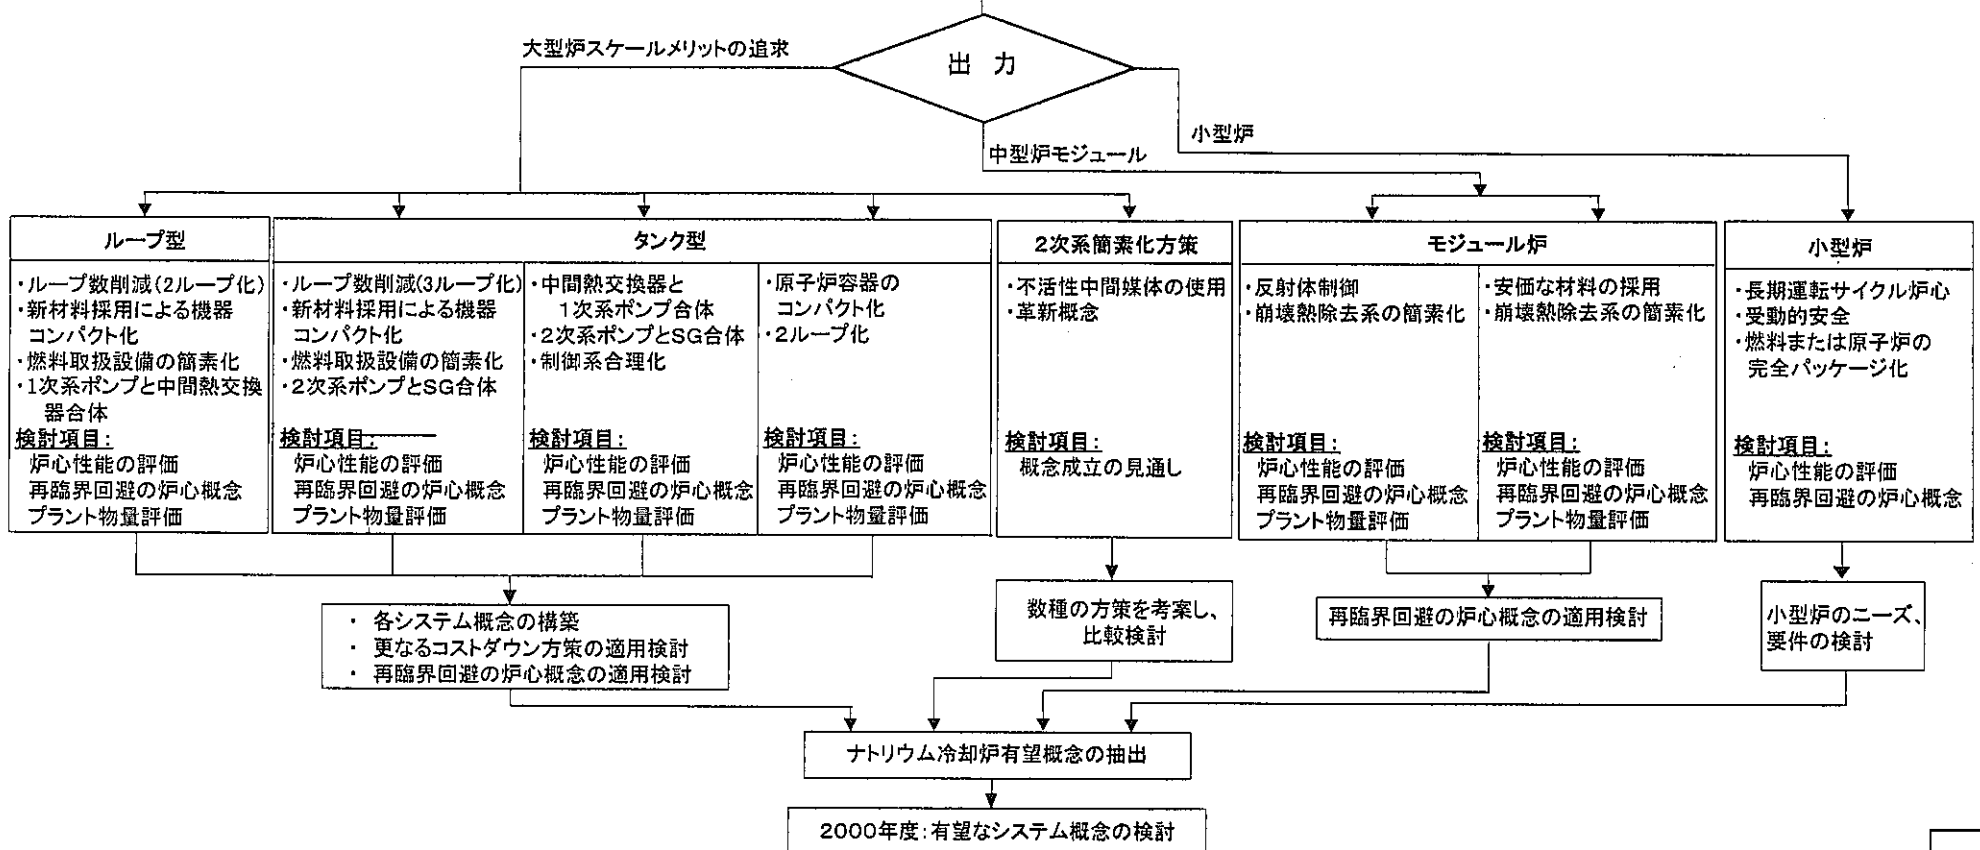 出 力
大型炉スケールメリットの追求
中型炉モジュール
小型炉
ループ型
・ループ数削減(2ループ化)
・新材料採用による機器
コンパクト化
・燃料取扱設備の簡素化
・1次系ポンプと中間熱交換
器合体
検討項目:
炉心性能の評価
再臨界回避の炉心概念
プラント物量評価
タンク型
・ループ数削減(3ループ化)
・新材料採用による機器
コンパクト化
・燃料取扱設備の簡素化
・2次系ポンプとSG合体
検討項目:
炉心性能の評価
再臨界回避の炉心概念
プラント物量評価
・中間熱交換器と
1次系ポンプ合体
・2次系ポンプとSG合体
・制御系合理化
検討項目:
炉心性能の評価
再臨界回避の炉心概念
プラント物量評価
・原子炉容器の
コンパクト化
・2ループ化
検討項目:
炉心性能の評価
再臨界回避の炉心概念
プラント物量評価
2次系簡素化方策
・不活性中間媒体の使用
・革新概念
検討項目:
概念成立の見通し
モジュール炉
・反射体制御
・崩壊熱除去系の簡素化
検討項目:
炉心性能の評価
再臨界回避の炉心概念
プラント物量評価
・安価な材料の採用
・崩壊熱除去系の簡素化
検討項目:
炉心性能の評価
再臨界回避の炉心概念
プラント物量評価
小型炉
・長期運転サイクル炉心
・受動的安全
・燃料または原子炉の
完全パッケージ化
検討項目:
炉心性能の評価
再臨界回避の炉心概念
・ 各システム概念の構築
・ 更なるコストダウン方策の適用検討
・ 再臨界回避の炉心概念の適用検討
数種の方策を考案し、
比較検討
再臨界回避の炉心概念の適用検討
小型炉のニーズ、
要件の検討
ナトリウム冷却炉有望概念の抽出
2000年度:有望なシステム概念の検討